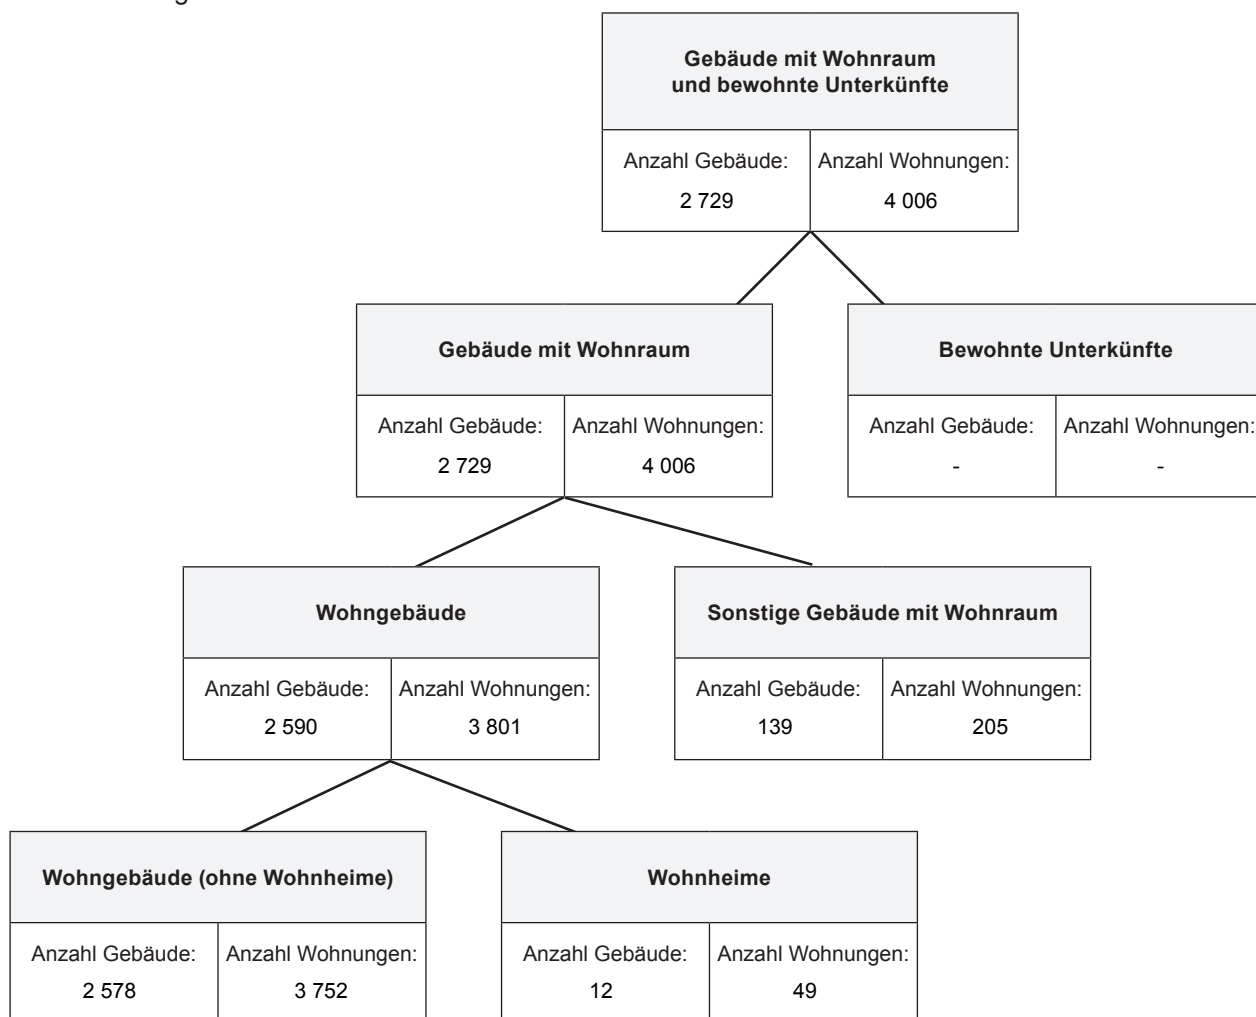 Gebäude mit Wohnraum
und bewohnte Unterkünfte
Anzahl Gebäude: Anzahl Wohnungen:
2 729 4 006
Gebäude mit Wohnraum Bewohnte Unterkünfte
Anzahl Gebäude: Anzahl Wohnungen: Anzahl Gebäude: Anzahl Wohnungen:
2 729 4 006 - -
Wohngebäude Sonstige Gebäude mit Wohnraum
Anzahl Gebäude: Anzahl Wohnungen: Anzahl Gebäude: Anzahl Wohnungen:
2 590 3 801 139 205
Wohngebäude (ohne Wohnheime) Wohnheime
Anzahl Gebäude: Anzahl Wohnungen: Anzahl Gebäude: Anzahl Wohnungen:
2 578 3 752 12 49